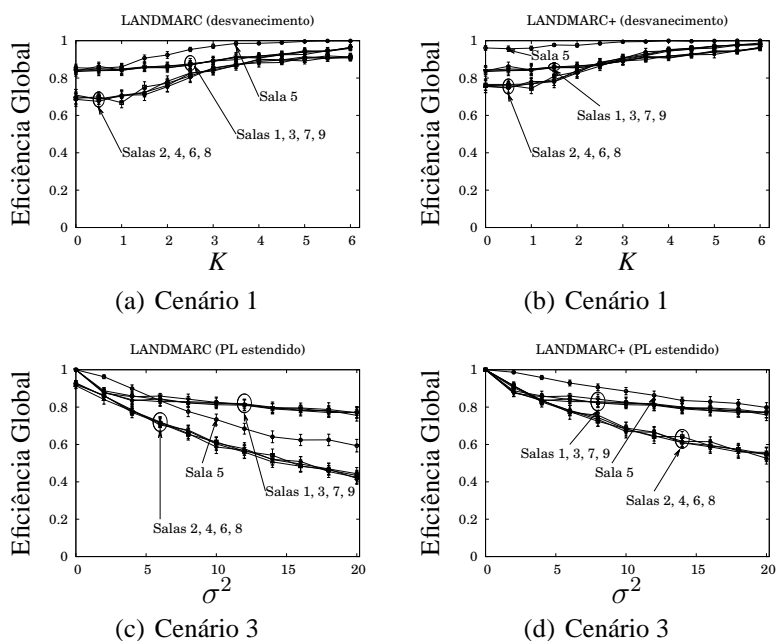 LANDMARC (desvanecimento)
Eficiência Global
1
0.8
0.6
0.4
0.2
0
0 1 2 3 4 5 6
K
Sala 5
Salas 1, 3, 7, 9
Salas 2, 4, 6, 8
(a) Cenário 1
LANDMARC+ (desvanecimento)
Eficiência Global
1
0.8
0.6
0.4
0.2
0
0 1 2 3 4 5 6
K
Sala 5
Salas 1, 3, 7, 9
Salas 2, 4, 6, 8
(b) Cenário 1
LANDMARC (PL estendido)
Eficiência Global
1
0.8
0.6
0.4
0.2
0
0 5 10 15 20
σ²
Sala 5
Salas 1, 3, 7, 9
Salas 2, 4, 6, 8
(c) Cenário 3
LANDMARC+ (PL estendido)
Eficiência Global
1
0.8
0.6
0.4
0.2
0
0 5 10 15 20
σ²
Salas 1, 3, 7, 9
Sala 5
Salas 2, 4, 6, 8
(d) Cenário 3